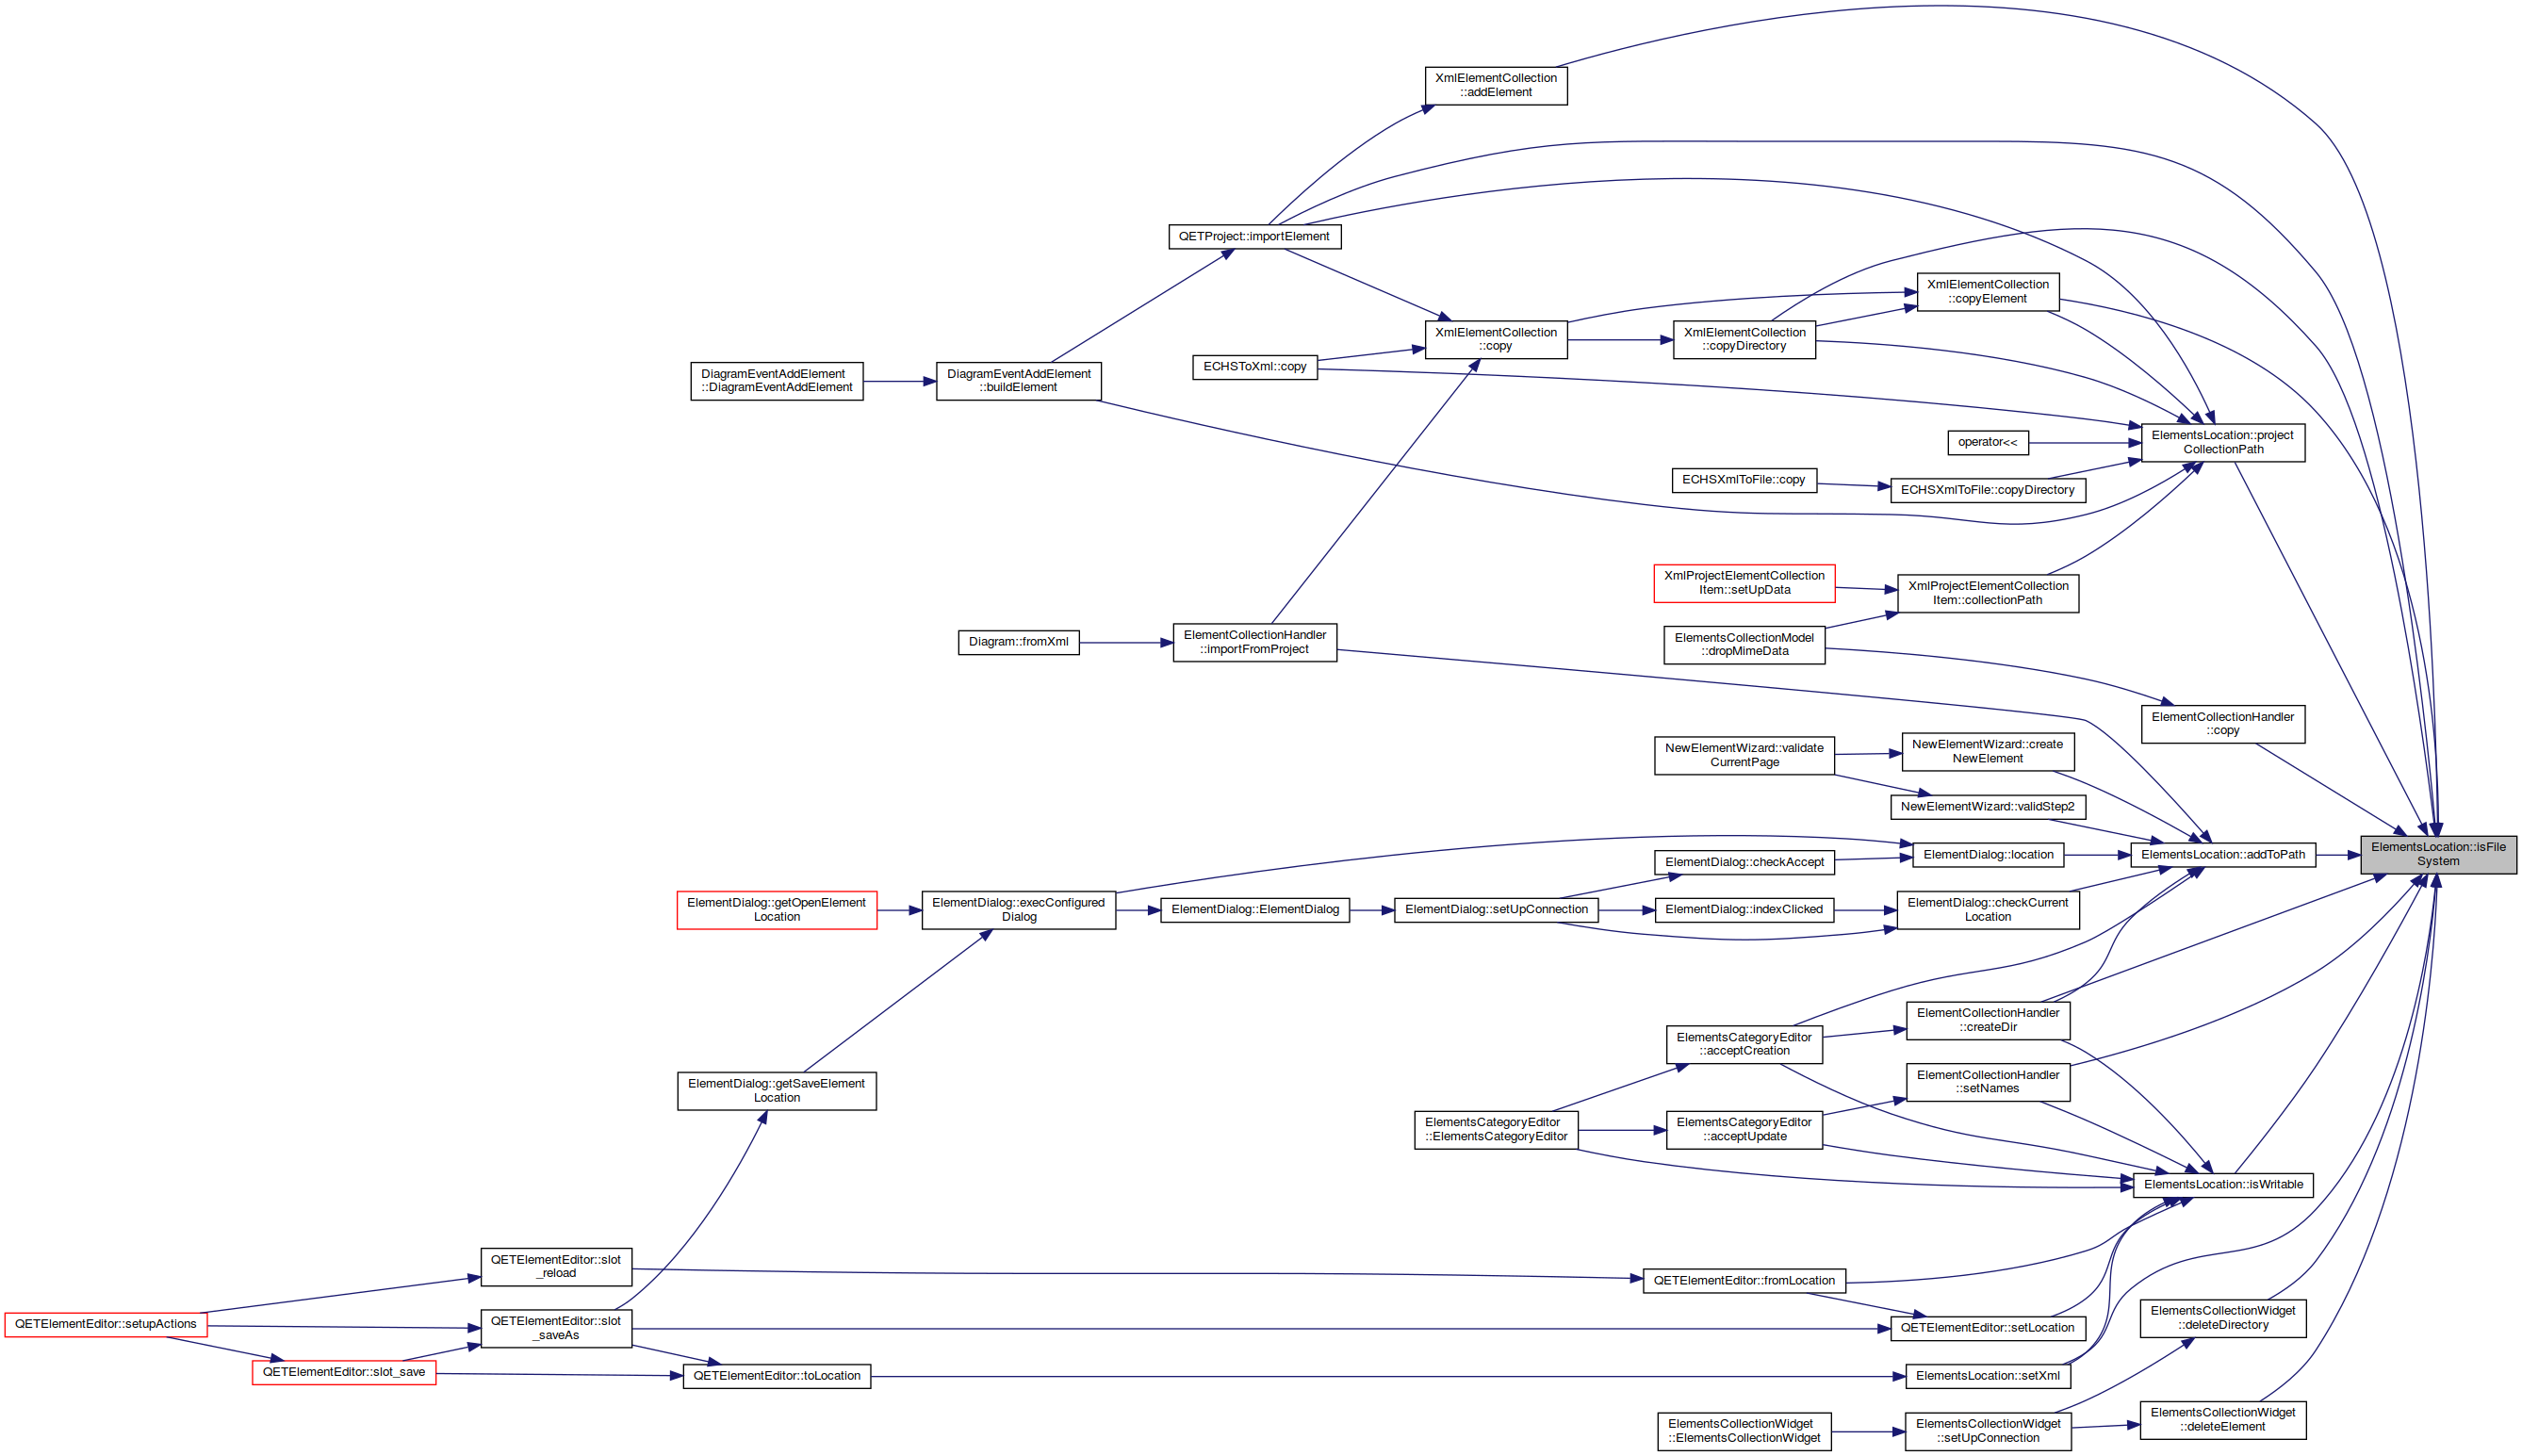 XmlElementCollection
::addElement
QETProject::importElement
XmlElementCollection
::copyElement
XmlElementCollection
::copy
XmlElementCollection
::copyDirectory
ECHSToXml::copy
DiagramEventAddElement
::DiagramEventAddElement
DiagramEventAddElement
::buildElement
operator<<
ElementsLocation::project
CollectionPath
ECHSXmlToFile::copy
ECHSXmlToFile::copyDirectory
XmlProjectElementCollection
Item::setUpData
XmlProjectElementCollection
Item::collectionPath
Diagram::fromXml
ElementCollectionHandler
::importFromProject
ElementsCollectionModel
::dropMimeData
ElementCollectionHandler
::copy
NewElementWizard::validate
CurrentPage
NewElementWizard::create
NewElement
NewElementWizard::validStep2
ElementDialog::checkAccept
ElementDialog::location
ElementsLocation::addToPath
ElementsLocation::isFile
System
ElementDialog::getOpenElement
Location
ElementDialog::execConfigured
Dialog
ElementDialog::ElementDialog
ElementDialog::setUpConnection
ElementDialog::indexClicked
ElementDialog::checkCurrent
Location
ElementCollectionHandler
::createDir
ElementsCategoryEditor
::acceptCreation
ElementDialog::getSaveElement
Location
ElementCollectionHandler
::setNames
ElementsCategoryEditor
::ElementsCategoryEditor
ElementsCategoryEditor
::acceptUpdate
ElementsLocation::isWritable
QETElementEditor::slot
_reload
QETElementEditor::fromLocation
QETElementEditor::setupActions
QETElementEditor::slot
_saveAs
QETElementEditor::setLocation
ElementsCollectionWidget
::deleteDirectory
QETElementEditor::slot_save
QETElementEditor::toLocation
ElementsLocation::setXml
ElementsCollectionWidget
::ElementsCollectionWidget
ElementsCollectionWidget
::setUpConnection
ElementsCollectionWidget
::deleteElement